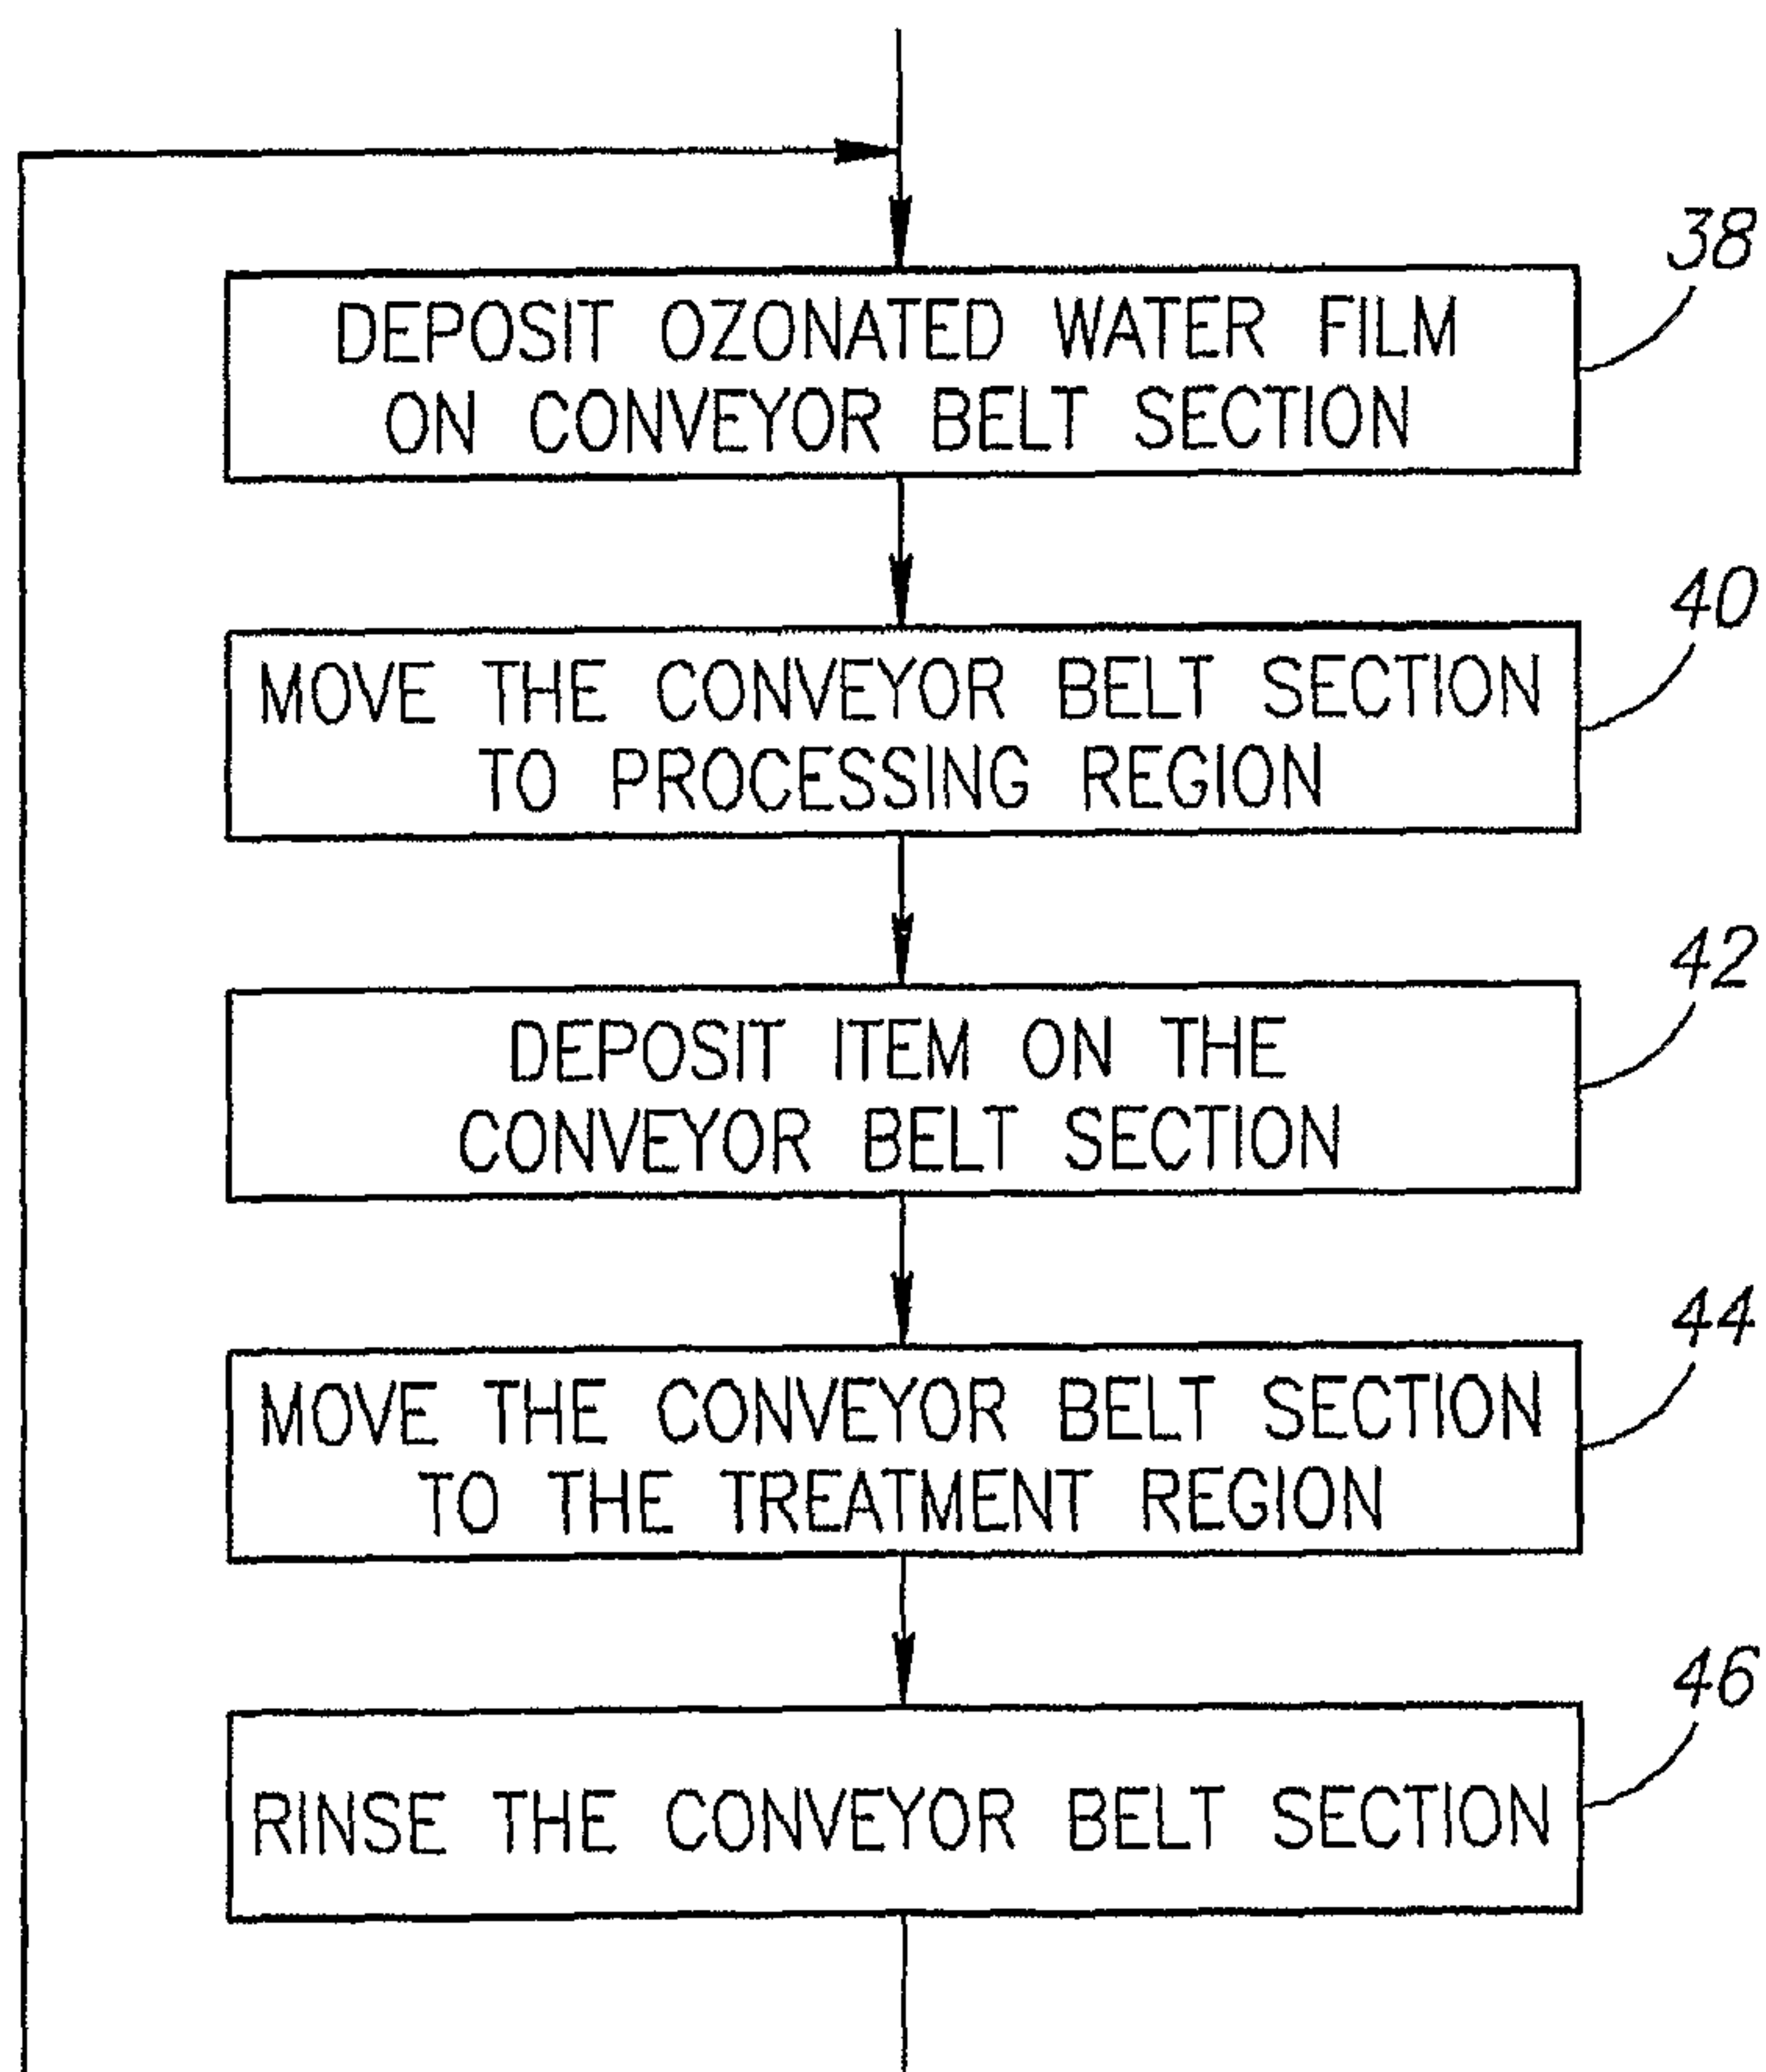 38
DEPOSIT OZONATED WATER FILM
ON CONVEYOR BELT SECTION
40
MOVE THE CONVEYOR BELT SECTION
TO PROCESSING REGION
42
DEPOSIT ITEM ON THE
CONVEYOR BELT SECTION
44
MOVE THE CONVEYOR BELT SECTION
TO THE TREATMENT REGION
46
RINSE THE CONVEYOR BELT SECTION